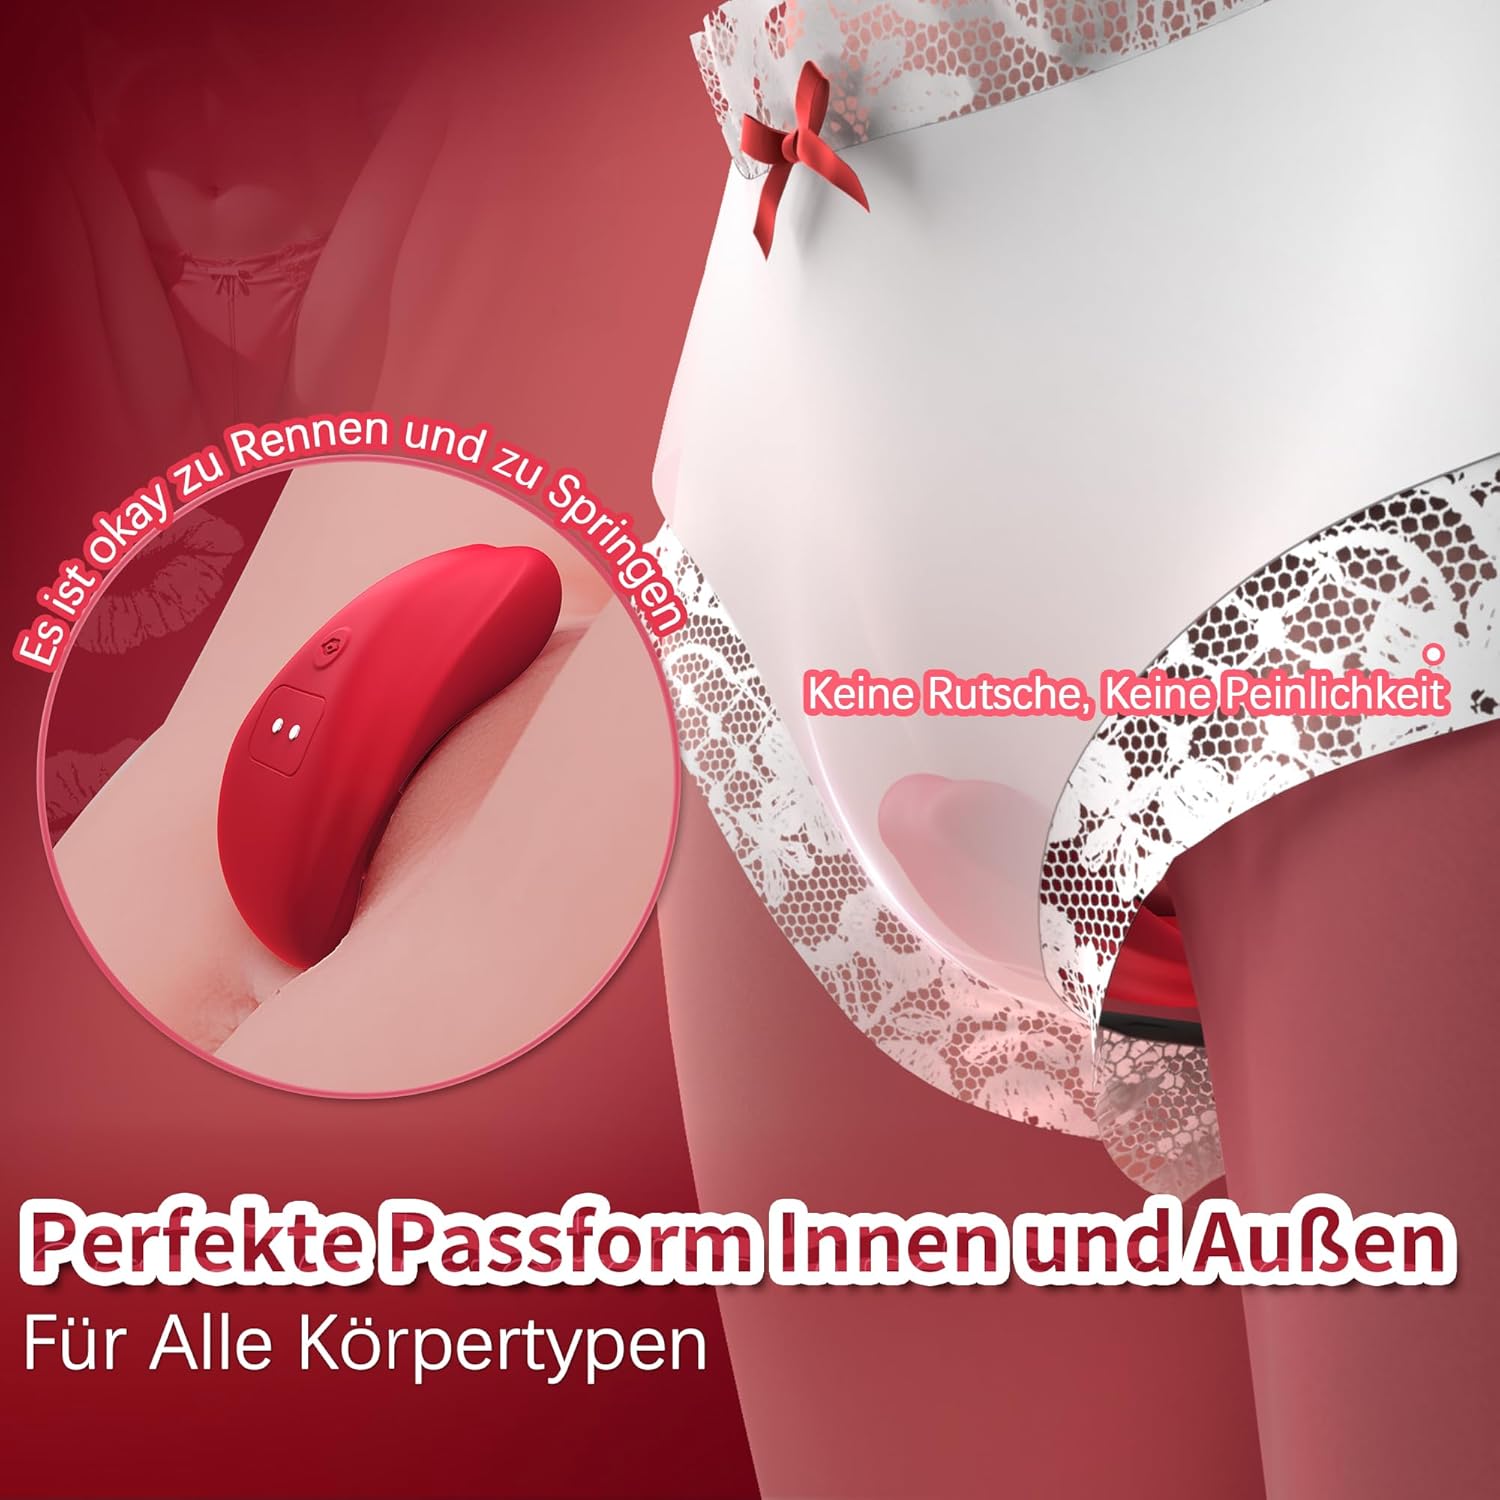 Es ist okay zu Rennen und zu Springen
Keine Rutsche, Keine Peinlichkeit
Perfekte Passform Innen und Außen
Für Alle Körpertypen